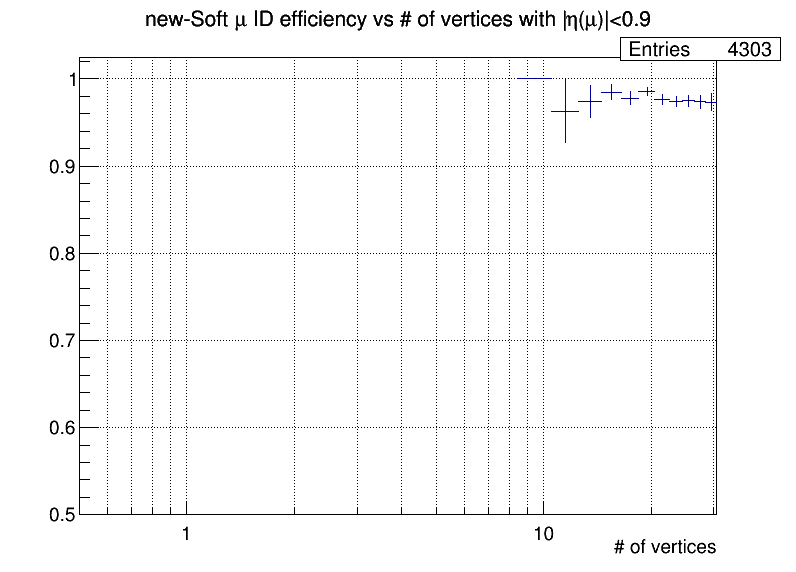 new-Soft μ ID efficiency vs # of vertices with |η(μ)|<0.9
Entries 4303
1
0.9
0.8
0.7
0.6
0.5
1 10
# of vertices